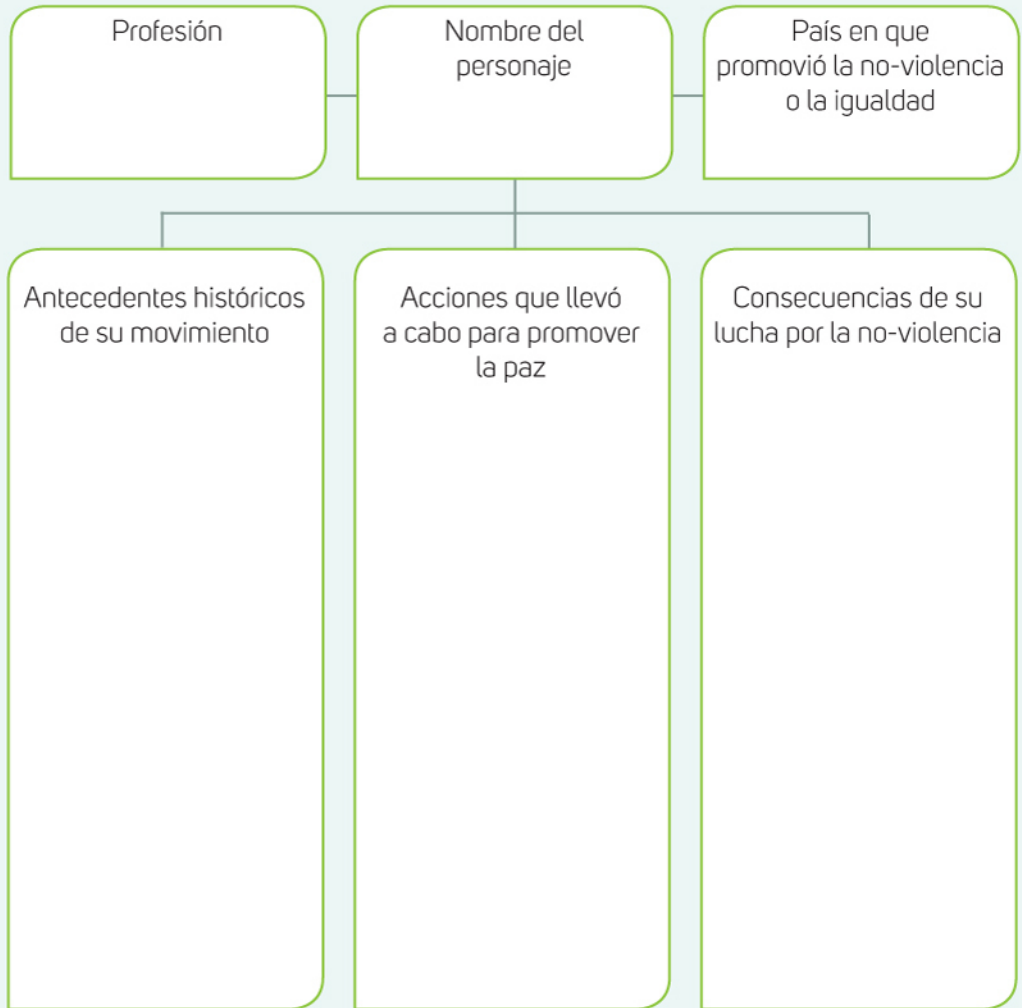 Profesión
Nombre del
personaje
País en que
promovió la no-violencia
o la igualdad
Antecedentes históricos
de su movimiento
Acciones que llevó
a cabo para promover
la paz
Consecuencias de su
lucha por la no-violencia